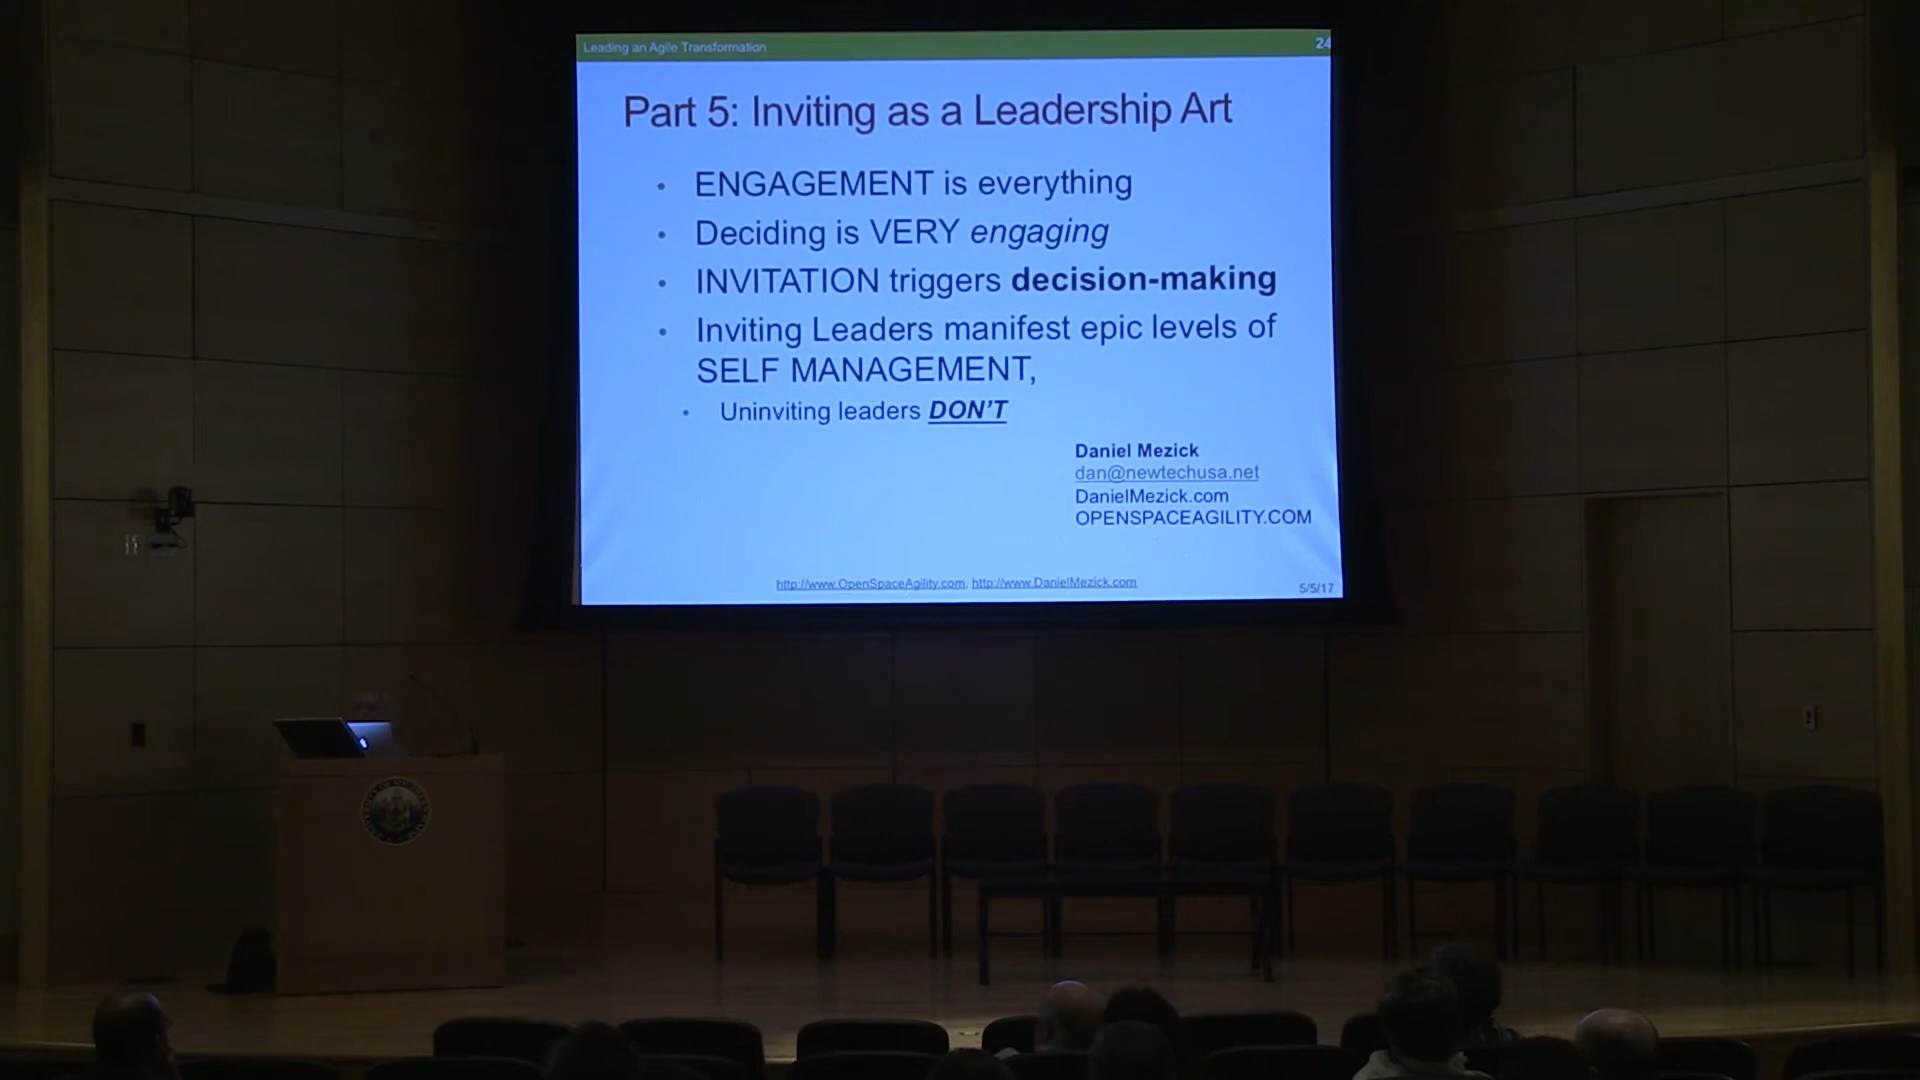 Leading an Agile Transformation
24
Part 5: Inviting as a Leadership Art
• ENGAGEMENT is everything
• Deciding is VERY engaging
• INVITATION triggers decision-making
• Inviting Leaders manifest epic levels of
SELF MANAGEMENT,
• Uninviting leaders DON'T
Daniel Mezick
dan@newtechusa.net
DanielMezick.com
OPENSPACEAGILITY.COM
http://www.OpenSpaceAgility.com, http://www.DanielMezick.com
5/5/17